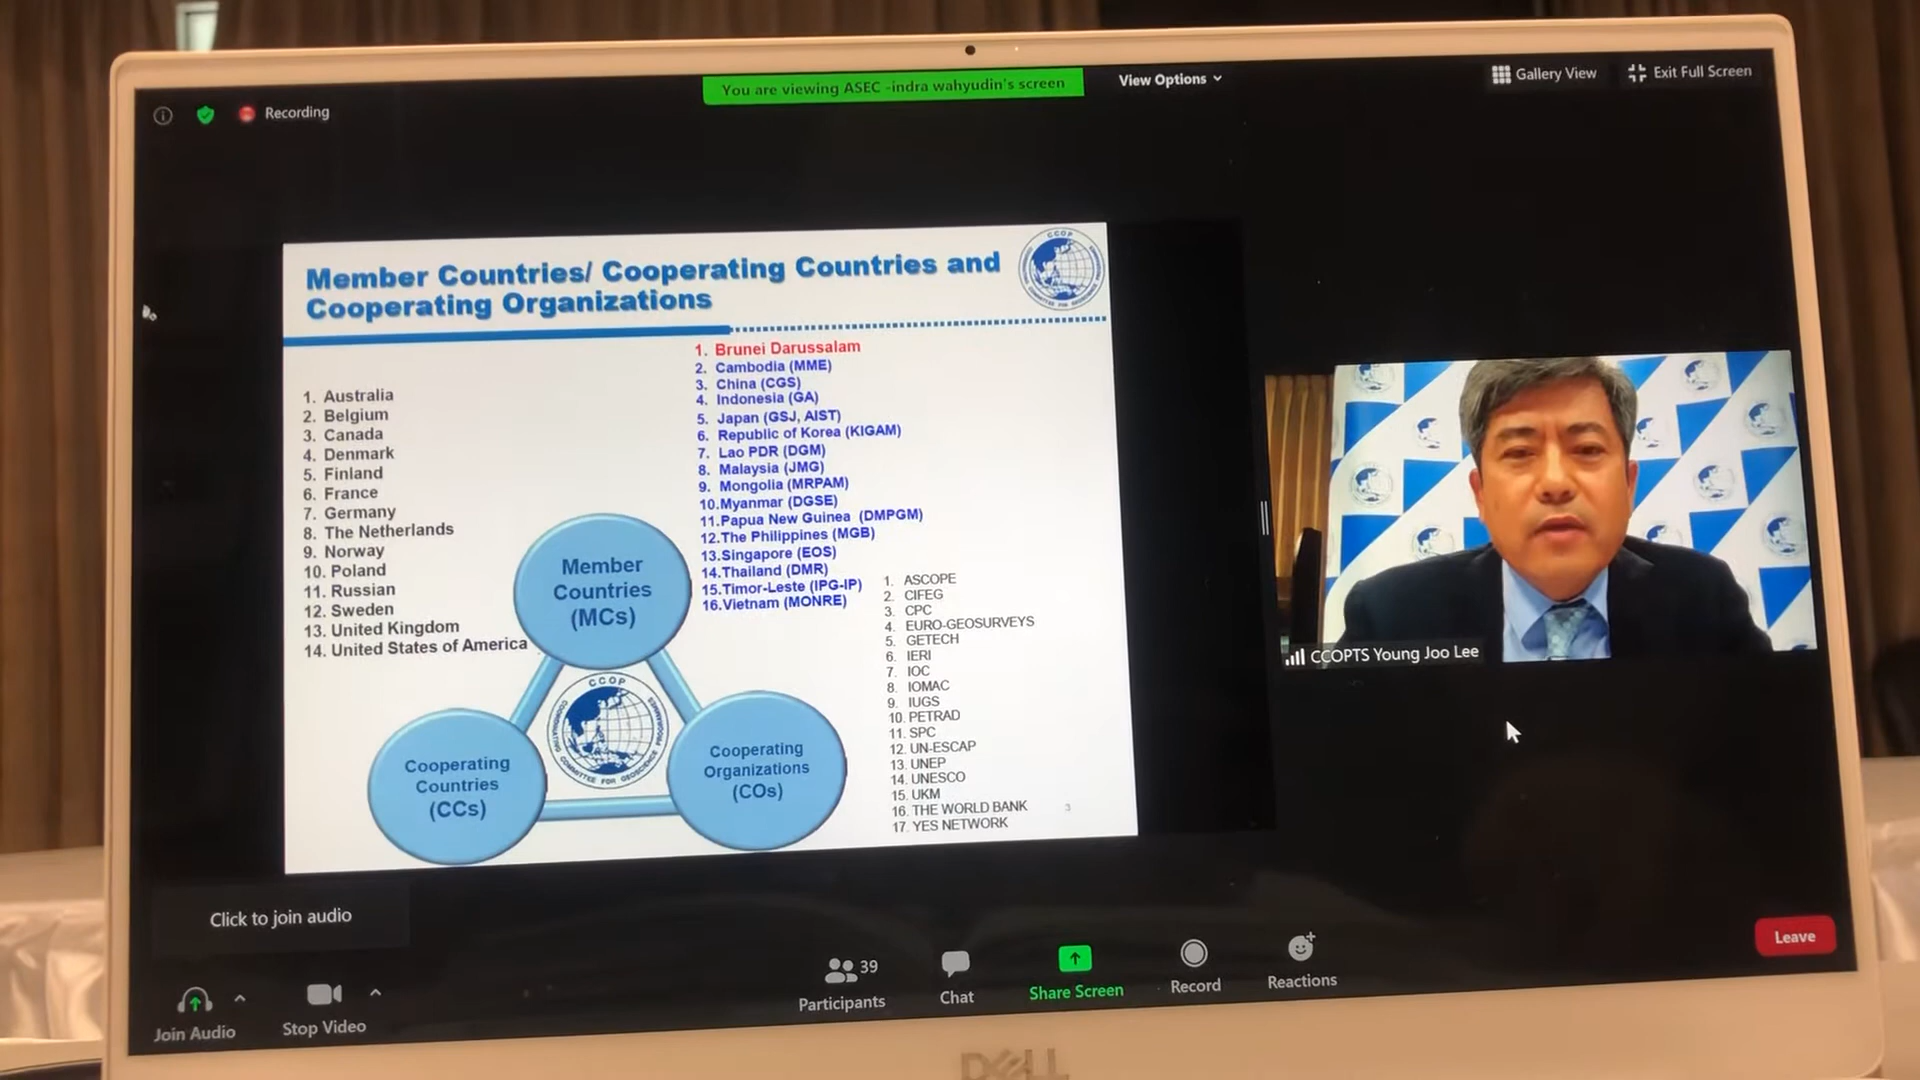 You are viewing ASEC -indra wahyudin's screen
View Options
Gallery View
Exit Full Screen
Recording
Member Countries/ Cooperating Countries and
Cooperating Organizations
CCOP
1. Australia
2. Belgium
3. Canada
4. Denmark
5. Finland
6. France
7. Germany
8. The Netherlands
9. Norway
10. Poland
11. Russian
12. Sweden
13. United Kingdom
14. United States of America
1. Brunei Darussalam
2. Cambodia (MME)
3. China (CGS)
4. Indonesia (GA)
5. Japan (GSJ, AIST)
6. Republic of Korea (KIGAM)
7. Lao PDR (DGM)
8. Malaysia (JMG)
9. Mongolia (MRPAM)
10.Myanmar (DGSE)
11.Papua New Guinea (DMPGM)
12.The Philippines (MGB)
13.Singapore (EOS)
14.Thailand (DMR)
15.Timor-Leste (IPG-IP)
16.Vietnam (MONRE)
1. ASCOPE
2. CIFEG
3. CPC
4. EURO-GEOSURVEYS
5. GETECH
6. IERI
7. IOC
8. IOMAC
9. IUGS
10. PETRAD
11. SPC
12. UN-ESCAP
13. UNEP
14. UNESCO
15. UKM
16. THE WORLD BANK
17. YES NETWORK
3
Member
Countries
(MCs)
CCOP
COORDINATING COMMITTEE FOR GEOSCIENCE PROGRAMMES
Cooperating
Countries
(CCs)
Cooperating
Organizations
(COs)
CCOPTS Young Joo Lee
Click to join audio
Join Audio
Stop Video
39
Participants
Chat
Share Screen
Record
Reactions
Leave
DELL